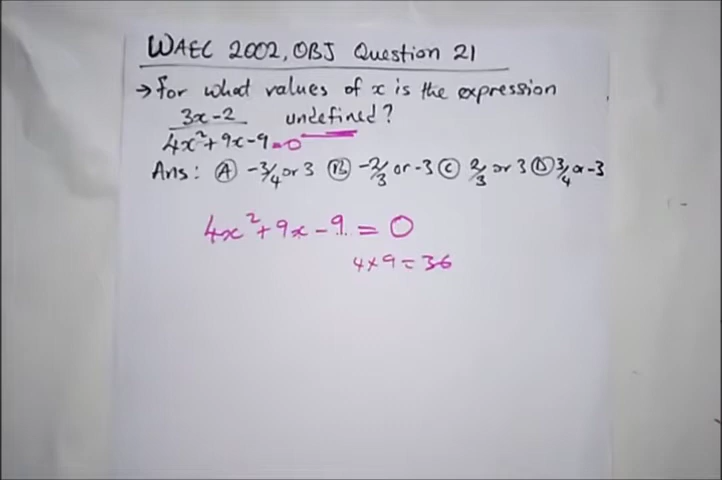 WAEC 2002, OBJ Question 21
→ For what values of x is the expression
3x-2 undefined?
4x²+9x-9=0
Ans: Ⓐ -3/4 or 3 Ⓑ -2/3 or -3 Ⓒ 2/3 or 3 Ⓓ 3/4 or -3
4x²+9x-9=0
4×9=36